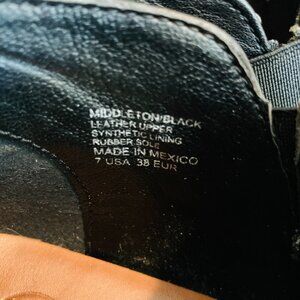 MIDDLETON/BLACK
LEATHER UPPER
SYNTHETIC LINING
RUBBER SOLE
MADE IN MEXICO
7 USA 38 EUR